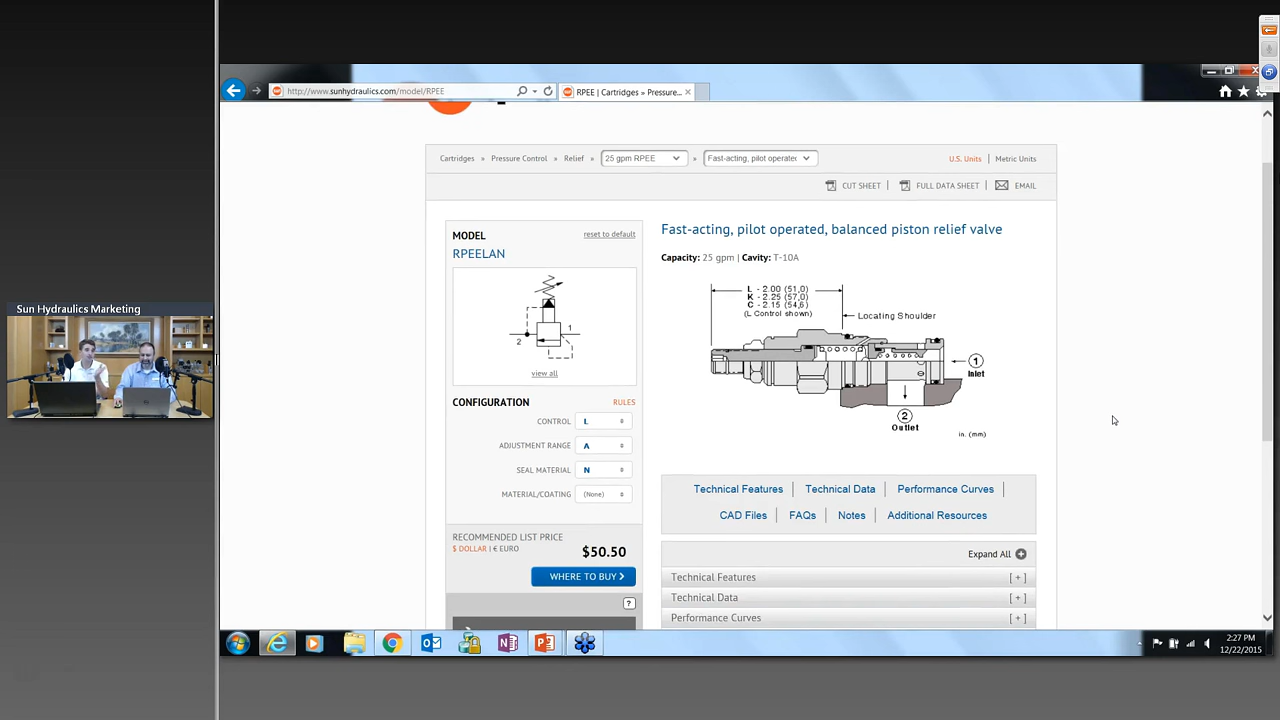 http://www.sunhydraulics.com/model/RPEE
RPEE | Cartridges » Pressure...
Cartridges » Pressure Control » Relief » 25 gpm RPEE » Fast-acting, pilot operated
U.S. Units | Metric Units
CUT SHEET | FULL DATA SHEET | EMAIL
MODEL
reset to default
RPEELAN
1
2
view all
CONFIGURATION
RULES
CONTROL L
ADJUSTMENT RANGE A
SEAL MATERIAL N
MATERIAL/COATING (None)
RECOMMENDED LIST PRICE
$ DOLLAR | € EURO
$50.50
WHERE TO BUY
?
Fast-acting, pilot operated, balanced piston relief valve
Capacity: 25 gpm | Cavity: T-10A
L - 2.00 (51,0)
K - 2.25 (57,0)
C - 2.15 (54,6)
(L Control shown)
Locating Shoulder
1
Inlet
2
Outlet
in. (mm)
Technical Features | Technical Data | Performance Curves |
CAD Files | FAQs | Notes | Additional Resources
Expand All
Technical Features [ + ]
Technical Data [ + ]
Performance Curves [ + ]
Sun Hydraulics Marketing
2:27 PM
12/22/2015